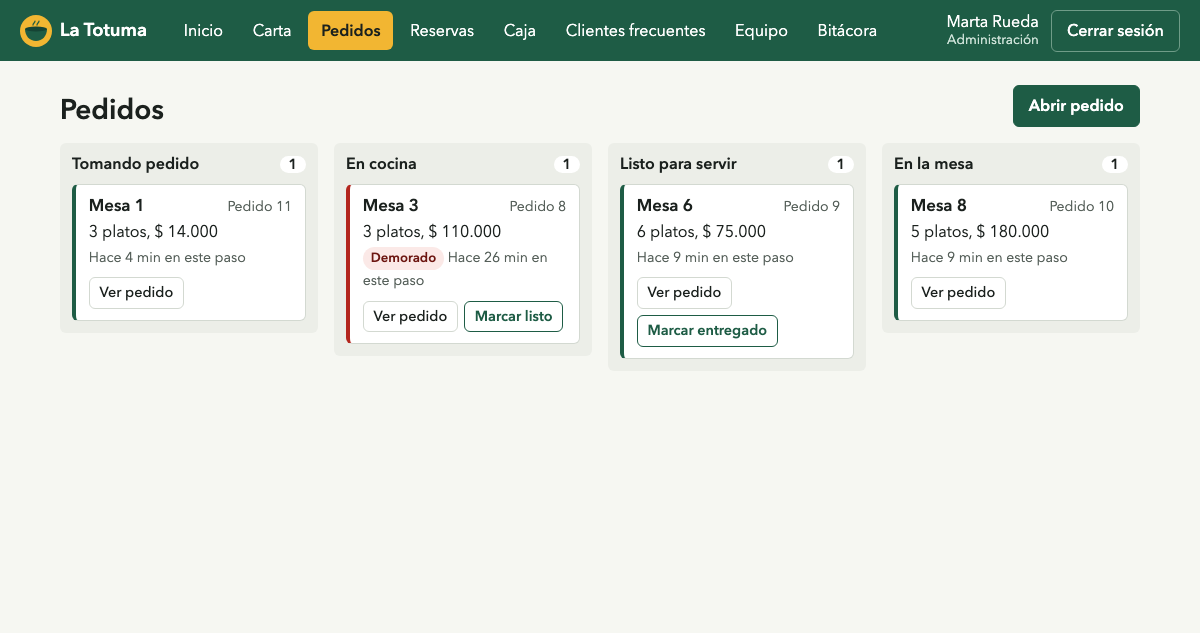 La Totuma
Inicio
Carta
Pedidos
Reservas
Caja
Clientes frecuentes
Equipo
Bitácora
Marta Rueda
Administración
Cerrar sesión
Pedidos
Abrir pedido
Tomando pedido 1
Mesa 1 Pedido 11
3 platos, $ 14.000
Hace 4 min en este paso
Ver pedido
En cocina 1
Mesa 3 Pedido 8
3 platos, $ 110.000
Demorado Hace 26 min en
este paso
Ver pedido Marcar listo
Listo para servir 1
Mesa 6 Pedido 9
6 platos, $ 75.000
Hace 9 min en este paso
Ver pedido
Marcar entregado
En la mesa 1
Mesa 8 Pedido 10
5 platos, $ 180.000
Hace 9 min en este paso
Ver pedido